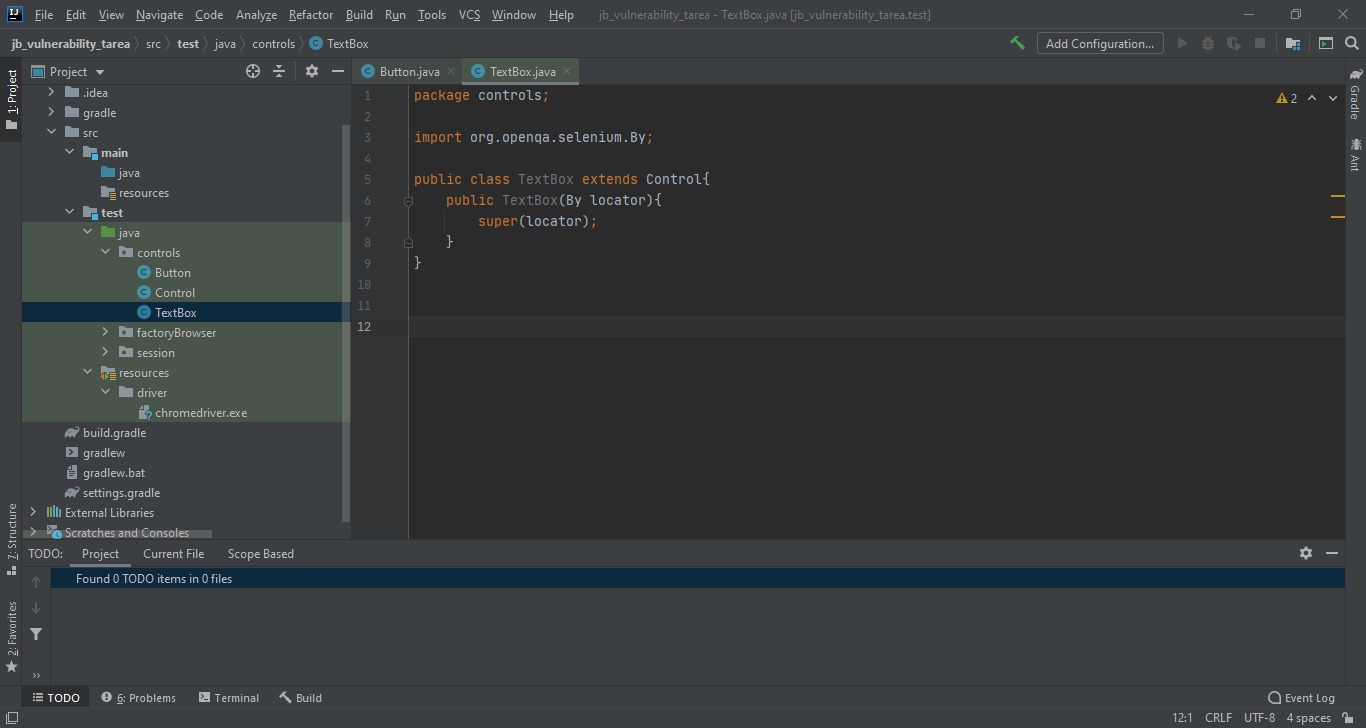 IJ File Edit View Navigate Code Analyze Refactor Build Run Tools VCS Window Help jb_vulnerability_tarea - TextBox.java [jb_vulnerability_tarea.test]
jb_vulnerability_tarea src test java controls C TextBox Add Configuration...
1: Project
Project
.idea
gradle
src
main
java
resources
test
java
controls
C Button
C Control
C TextBox
factoryBrowser
session
resources
driver
chromedriver.exe
build.gradle
gradlew
gradlew.bat
settings.gradle
External Libraries
Scratches and Consoles
C Button.java C TextBox.java
2
1 package controls;
2
3 import org.openqa.selenium.By;
4
5 public class TextBox extends Control{
6 public TextBox(By locator){
7 super(locator);
8 }
9 }
10
11
12
Gradle
Ant
7: Structure
2: Favorites
TODO: Project Current File Scope Based
Found 0 TODO items in 0 files
TODO 6: Problems Terminal Build Event Log
12:1 CRLF UTF-8 4 spaces